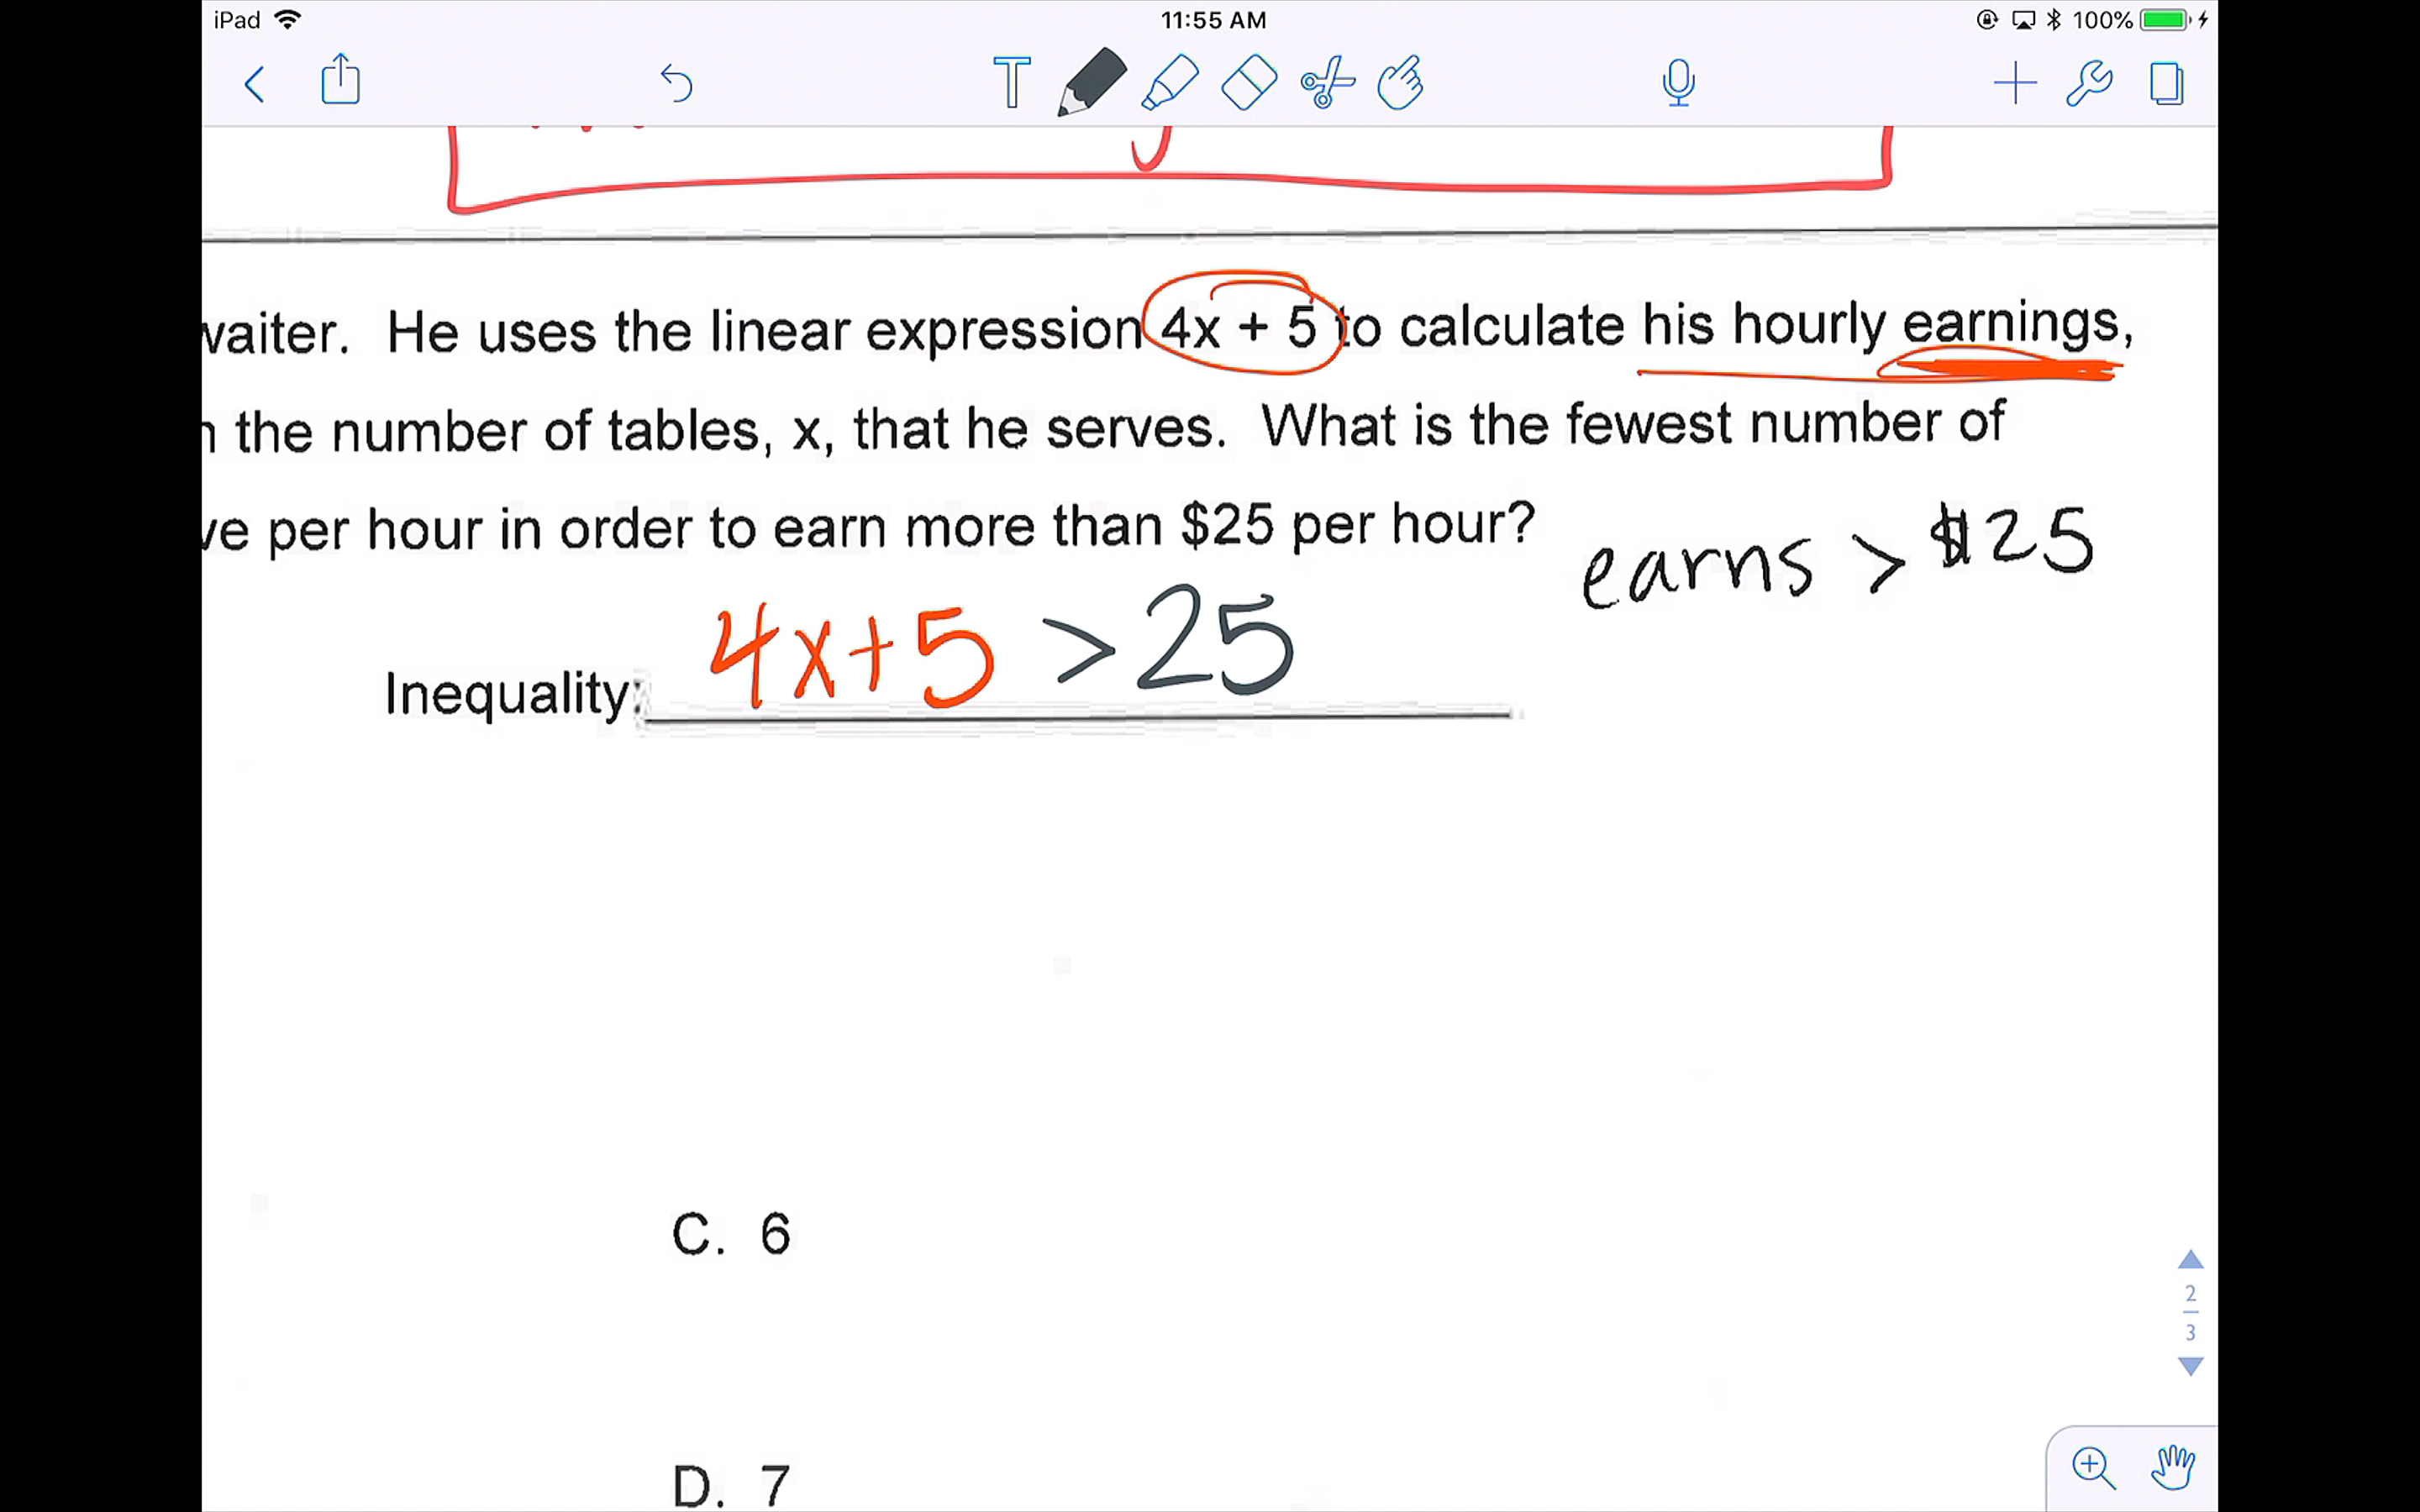 iPad 11:55 AM 100%
T
waiter. He uses the linear expression 4x + 5 to calculate his hourly earnings,
the number of tables, x, that he serves. What is the fewest number of
per hour in order to earn more than $25 per hour?
earns > $25
Inequality: 4x+5 > 25
C. 6
2
3
D. 7